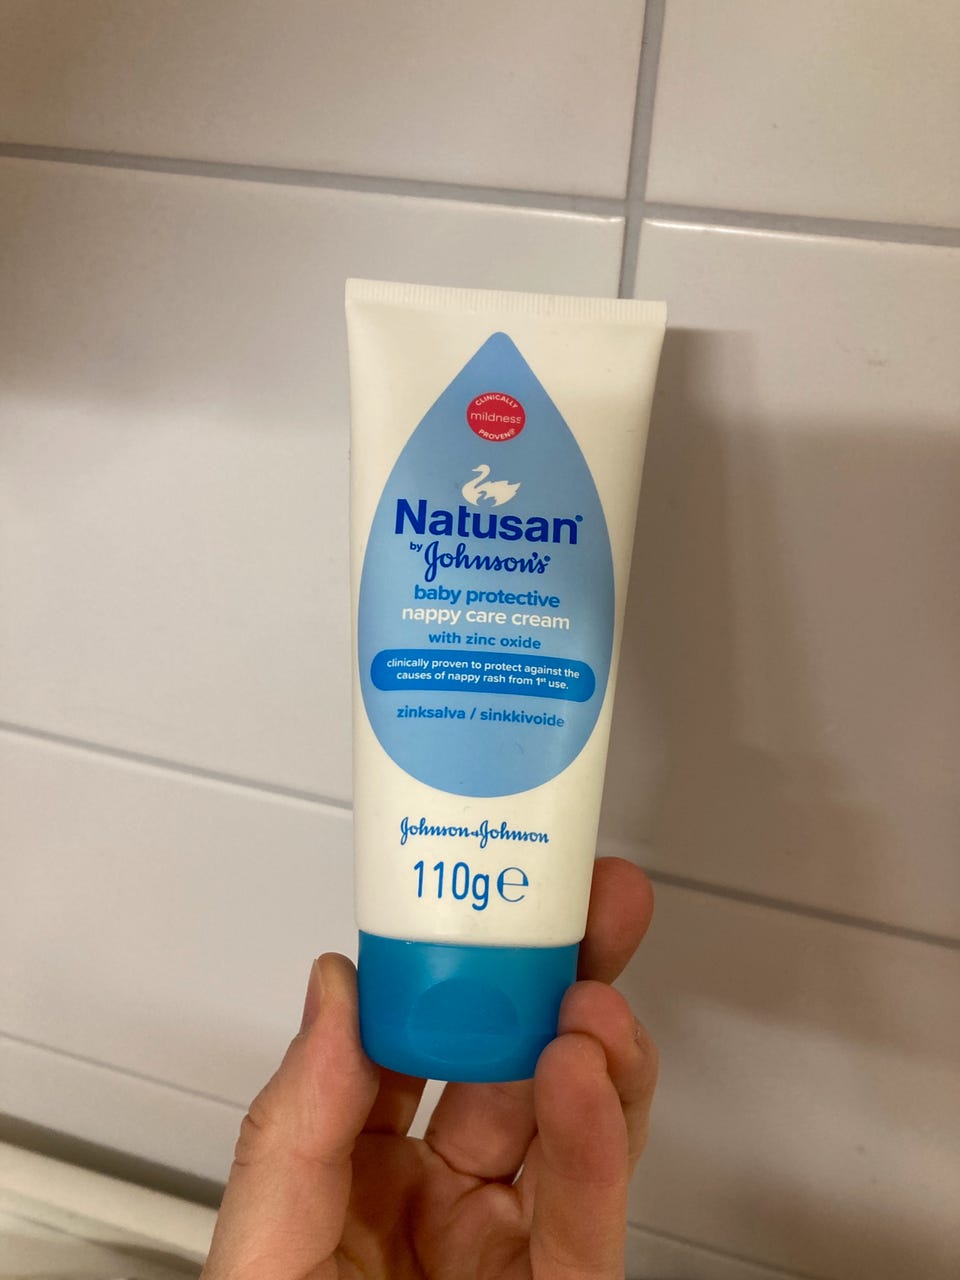 CLINICALLY
mildness
PROVEN®
Natusan®
by Johnson's®
baby protective
nappy care cream
with zinc oxide
clinically proven to protect against the
causes of nappy rash from 1st use.
zinksalva / sinkkivoide
Johnson+Johnson
110g ℮